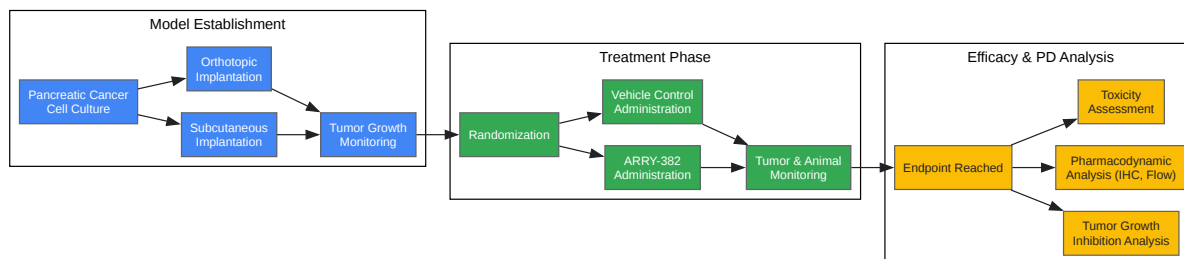 Model Establishment
Pancreatic Cancer
Cell Culture
Orthotopic
Implantation
Subcutaneous
Implantation
Tumor Growth
Monitoring
Treatment Phase
Randomization
Vehicle Control
Administration
ARRY-382
Administration
Tumor & Animal
Monitoring
Efficacy & PD Analysis
Endpoint Reached
Toxicity
Assessment
Pharmacodynamic
Analysis (IHC, Flow)
Tumor Growth
Inhibition Analysis